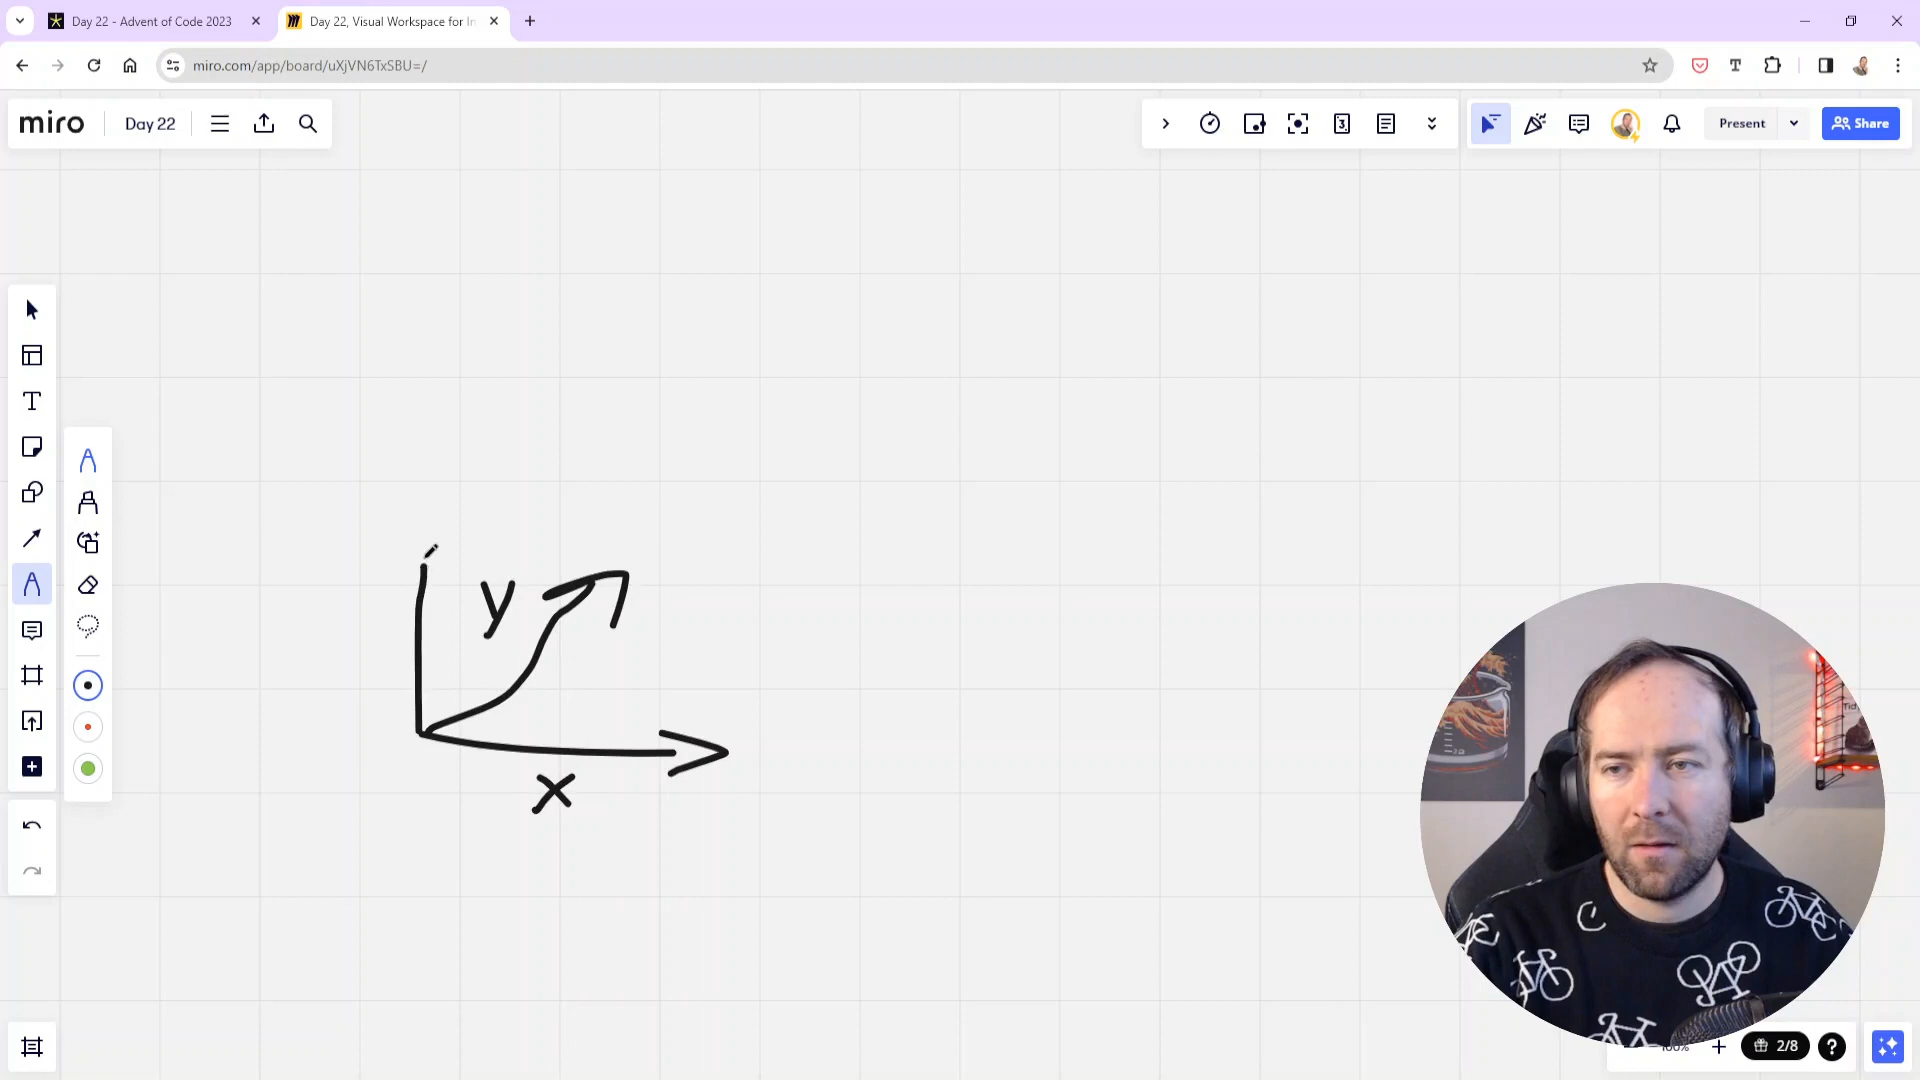 Day 22 - Advent of Code 2023
Day 22, Visual Workspace for In
miro.com/app/board/uXjVN6TxSBU=/
miro
Day 22
3
Present
Share
y
x
2/8
?